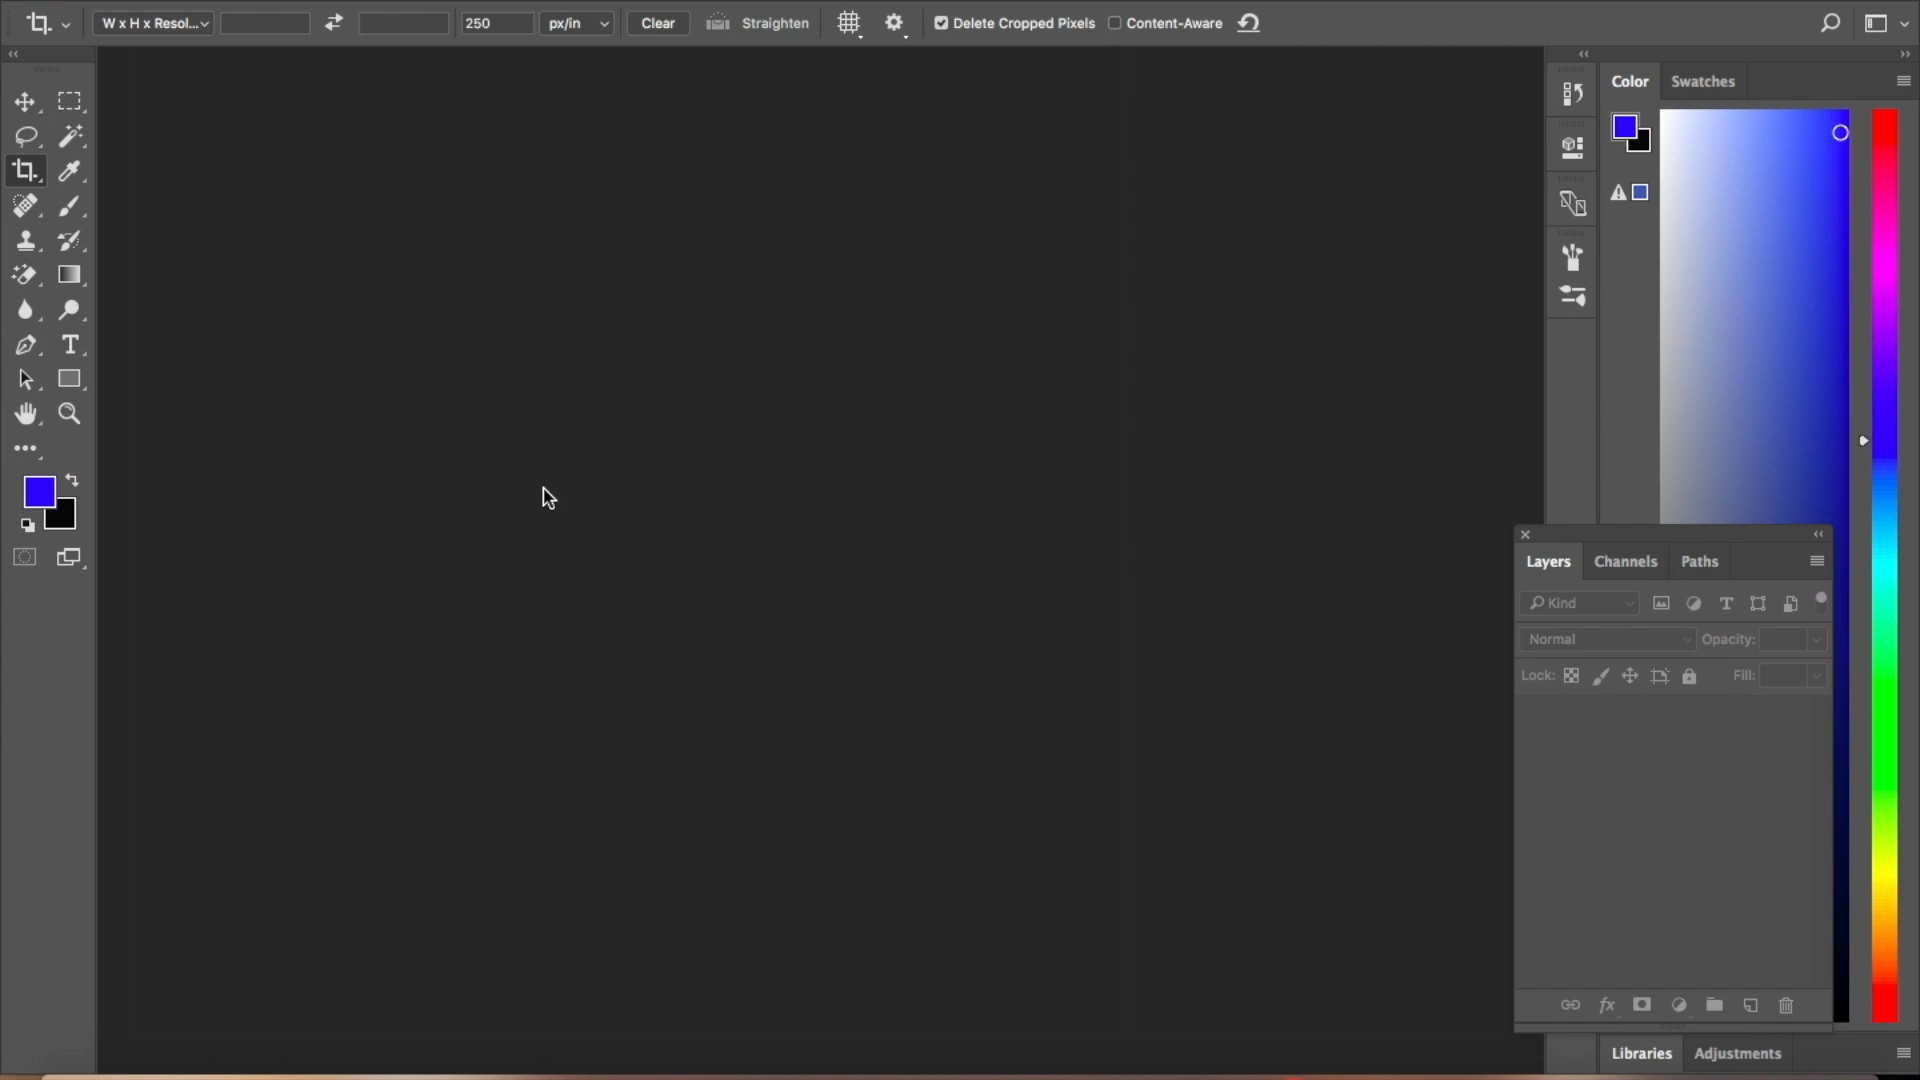 W x H x Resol... 250 px/in Clear Straighten Delete Cropped Pixels Content-Aware
Color Swatches
Layers Channels Paths
Kind
Normal Opacity:
Lock: Fill:
Libraries Adjustments